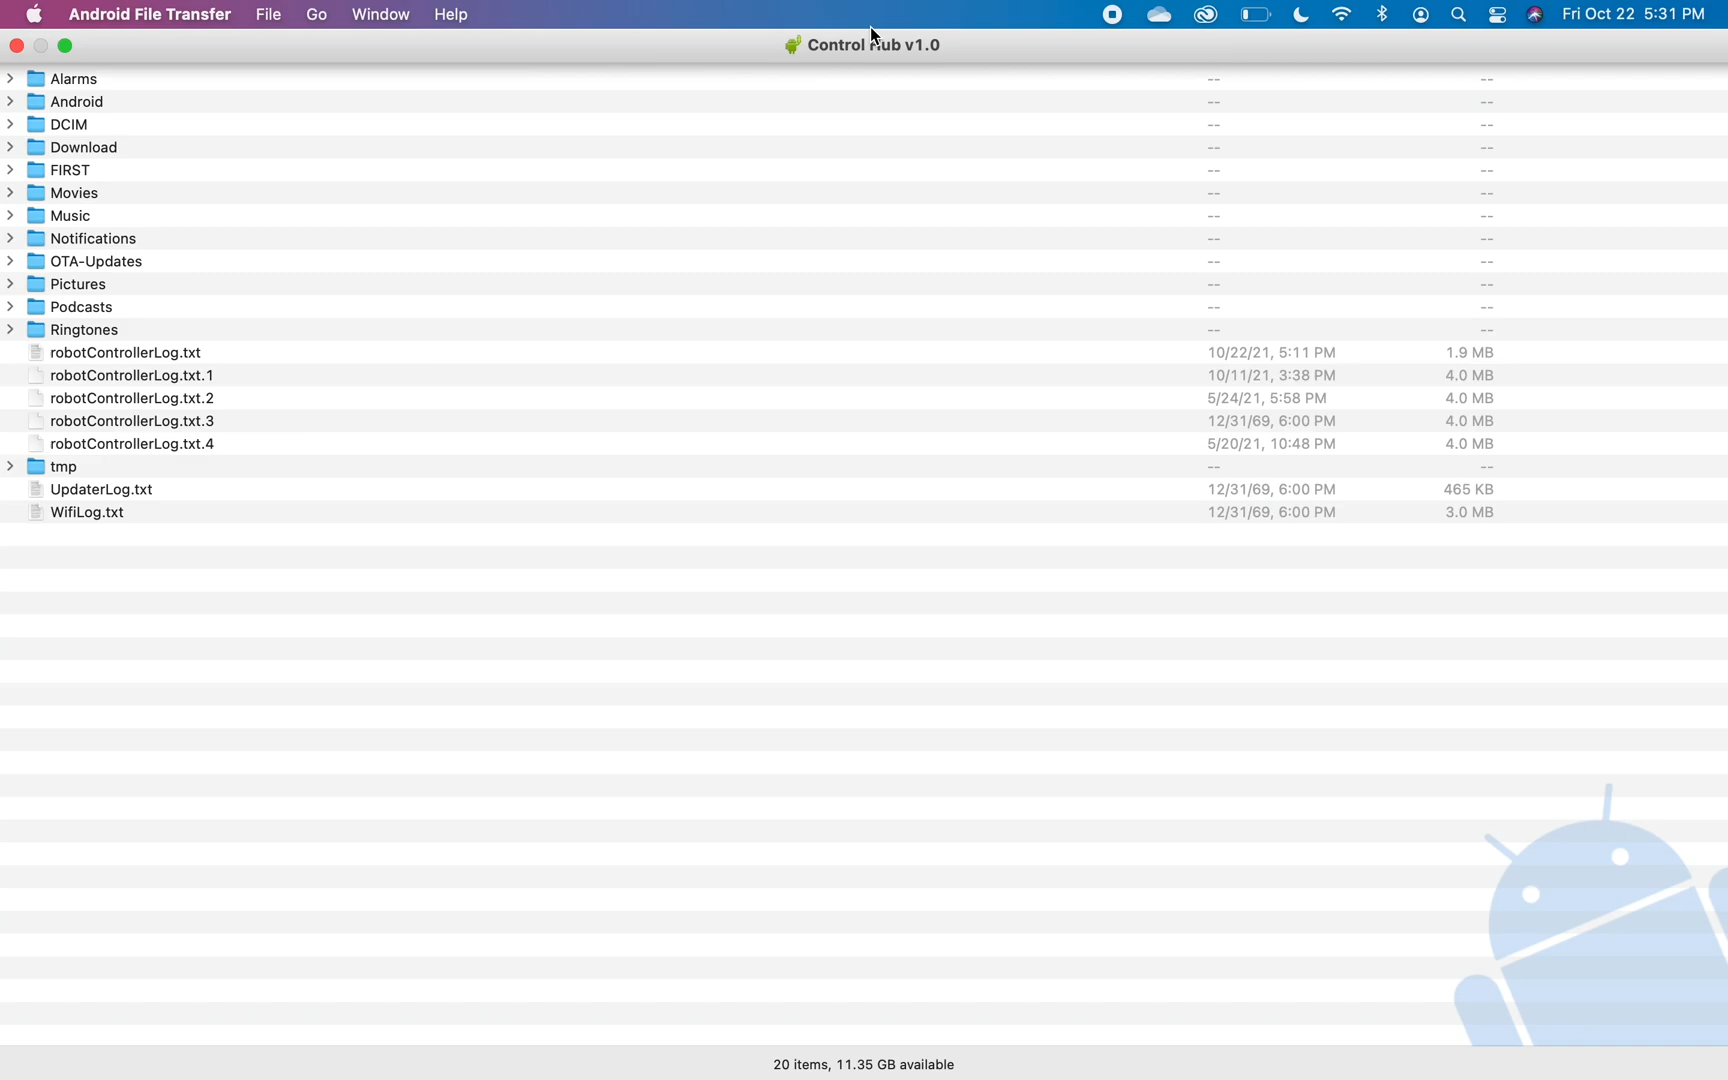 Android File Transfer File Go Window Help Fri Oct 22 5:31 PM
Control Hub v1.0
Alarms -- --
Android -- --
DCIM -- --
Download -- --
FIRST -- --
Movies -- --
Music -- --
Notifications -- --
OTA-Updates -- --
Pictures -- --
Podcasts -- --
Ringtones -- --
robotControllerLog.txt 10/22/21, 5:11 PM 1.9 MB
robotControllerLog.txt.1 10/11/21, 3:38 PM 4.0 MB
robotControllerLog.txt.2 5/24/21, 5:58 PM 4.0 MB
robotControllerLog.txt.3 12/31/69, 6:00 PM 4.0 MB
robotControllerLog.txt.4 5/20/21, 10:48 PM 4.0 MB
tmp -- --
UpdaterLog.txt 12/31/69, 6:00 PM 465 KB
WifiLog.txt 12/31/69, 6:00 PM 3.0 MB
20 items, 11.35 GB available